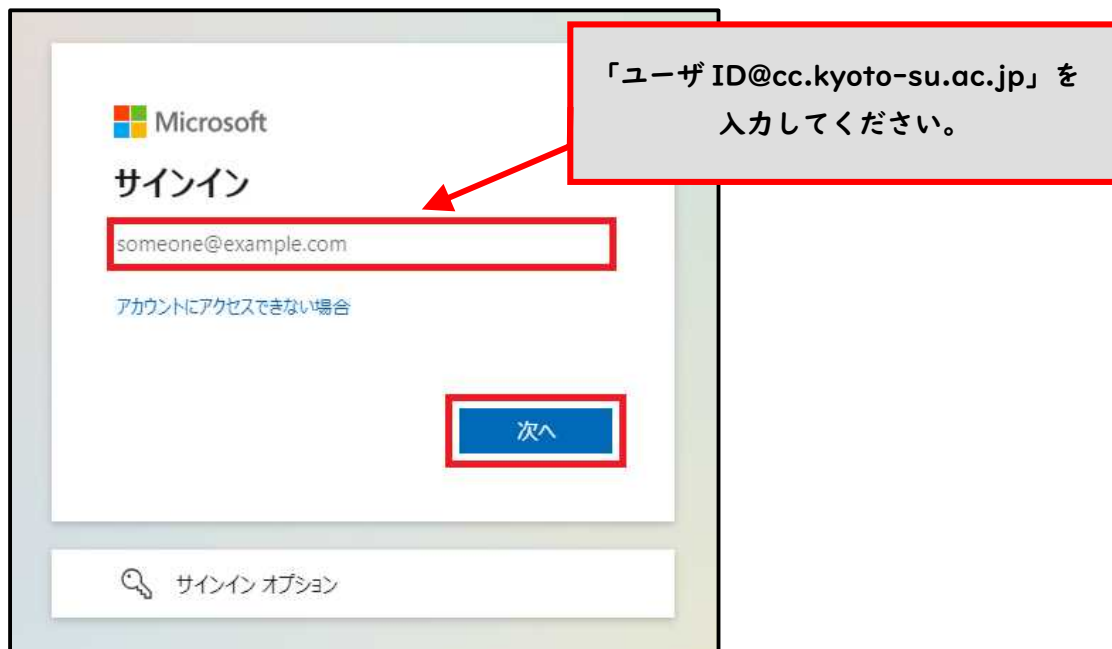 「ユーザID@cc.kyoto-su.ac.jp」を
入力してください。
Microsoft
サインイン
someone@example.com
アカウントにアクセスできない場合
次へ
サインイン オプション